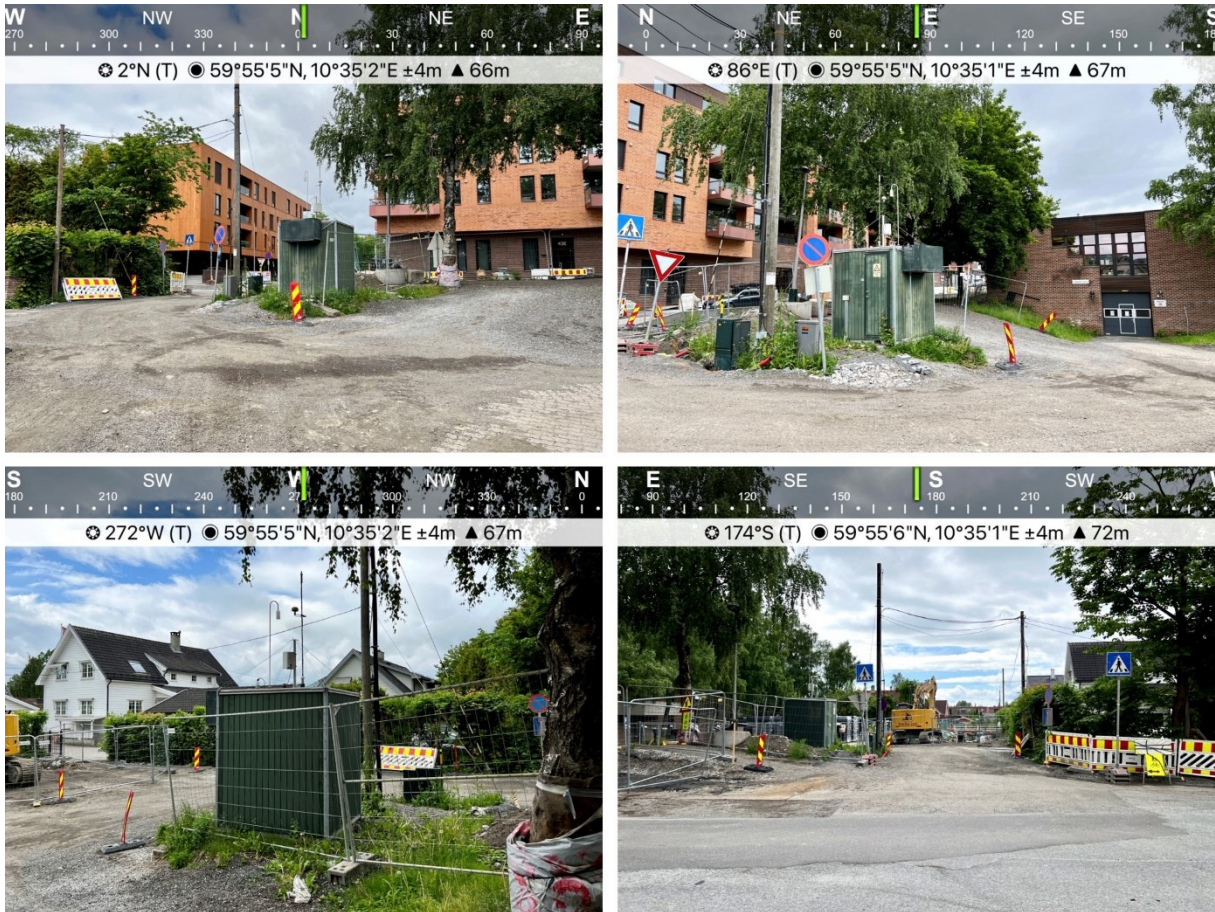 W NW N NE E
270 300 330 0 30 60 90
2°N (T) 59°55'5"N, 10°35'2"E ±4m ▲ 66m
N NE E SE S
0 30 60 90 120 150 180
86°E (T) 59°55'5"N, 10°35'1"E ±4m ▲ 67m
S SW W NW N
180 210 240 270 300 330 0
272°W (T) 59°55'5"N, 10°35'2"E ±4m ▲ 67m
E SE S SW W
90 120 150 180 210 240
174°S (T) 59°55'6"N, 10°35'1"E ±4m ▲ 72m